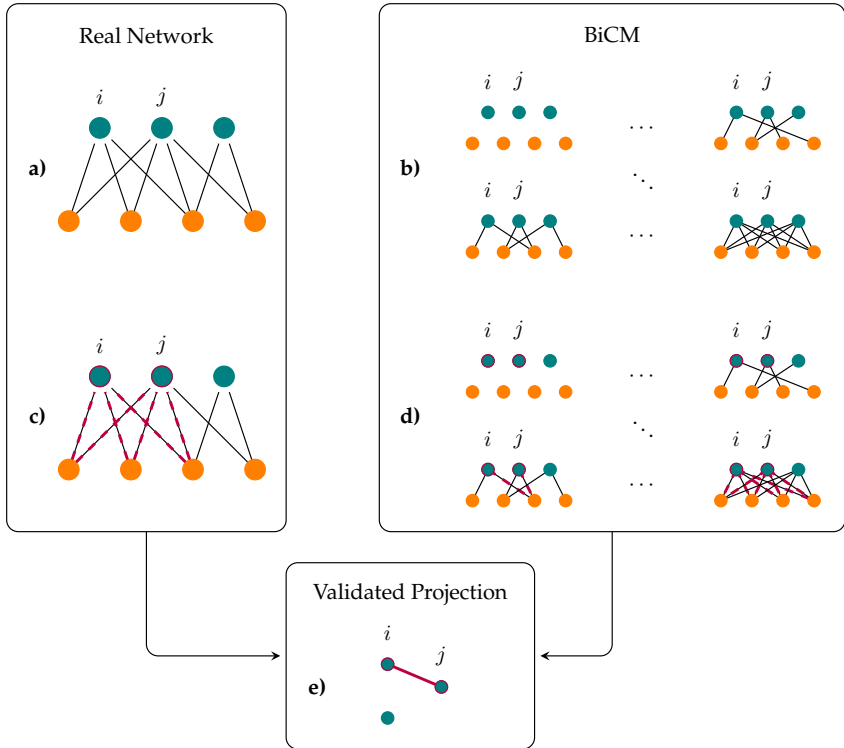 Real Network
i j
a)
i j
c)
BiCM
i j i j
. . .
b)
i j i j
. . .
i j i j
. . .
d)
i j i j
. . .
Validated Projection
i
j
e)